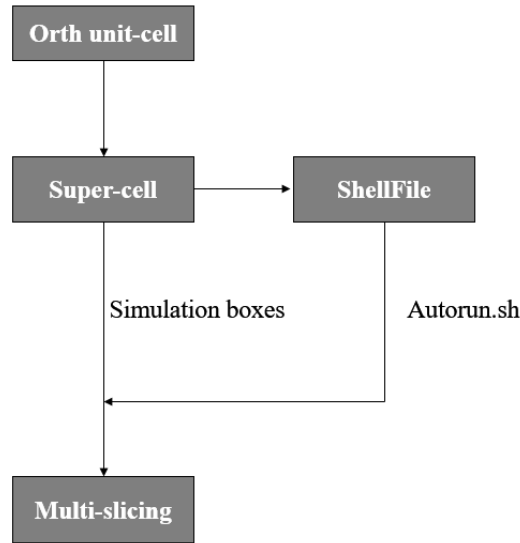 Orth unit-cell
Super-cell
ShellFile
Simulation boxes
Autorun.sh
Multi-slicing